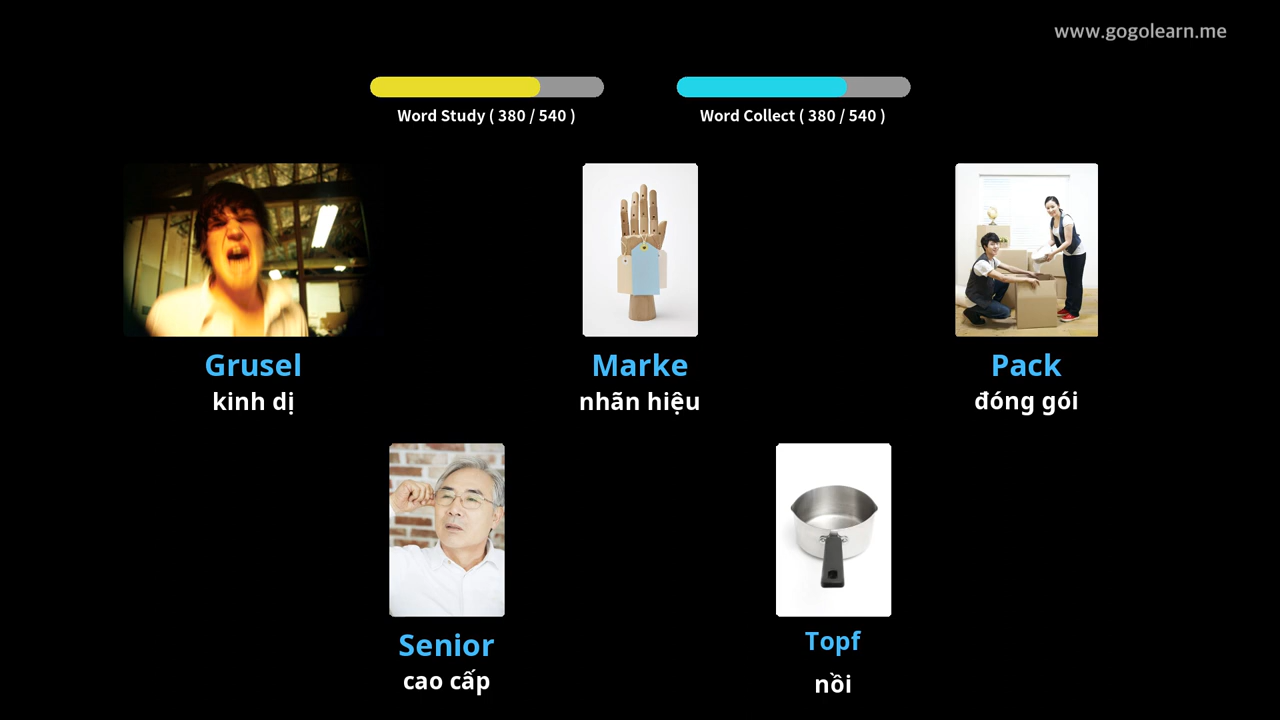 www.gogolearn.me
Word Study ( 380 / 540 )
Word Collect ( 380 / 540 )
Grusel
kinh dị
Marke
nhãn hiệu
Pack
đóng gói
Senior
cao cấp
Topf
nồi